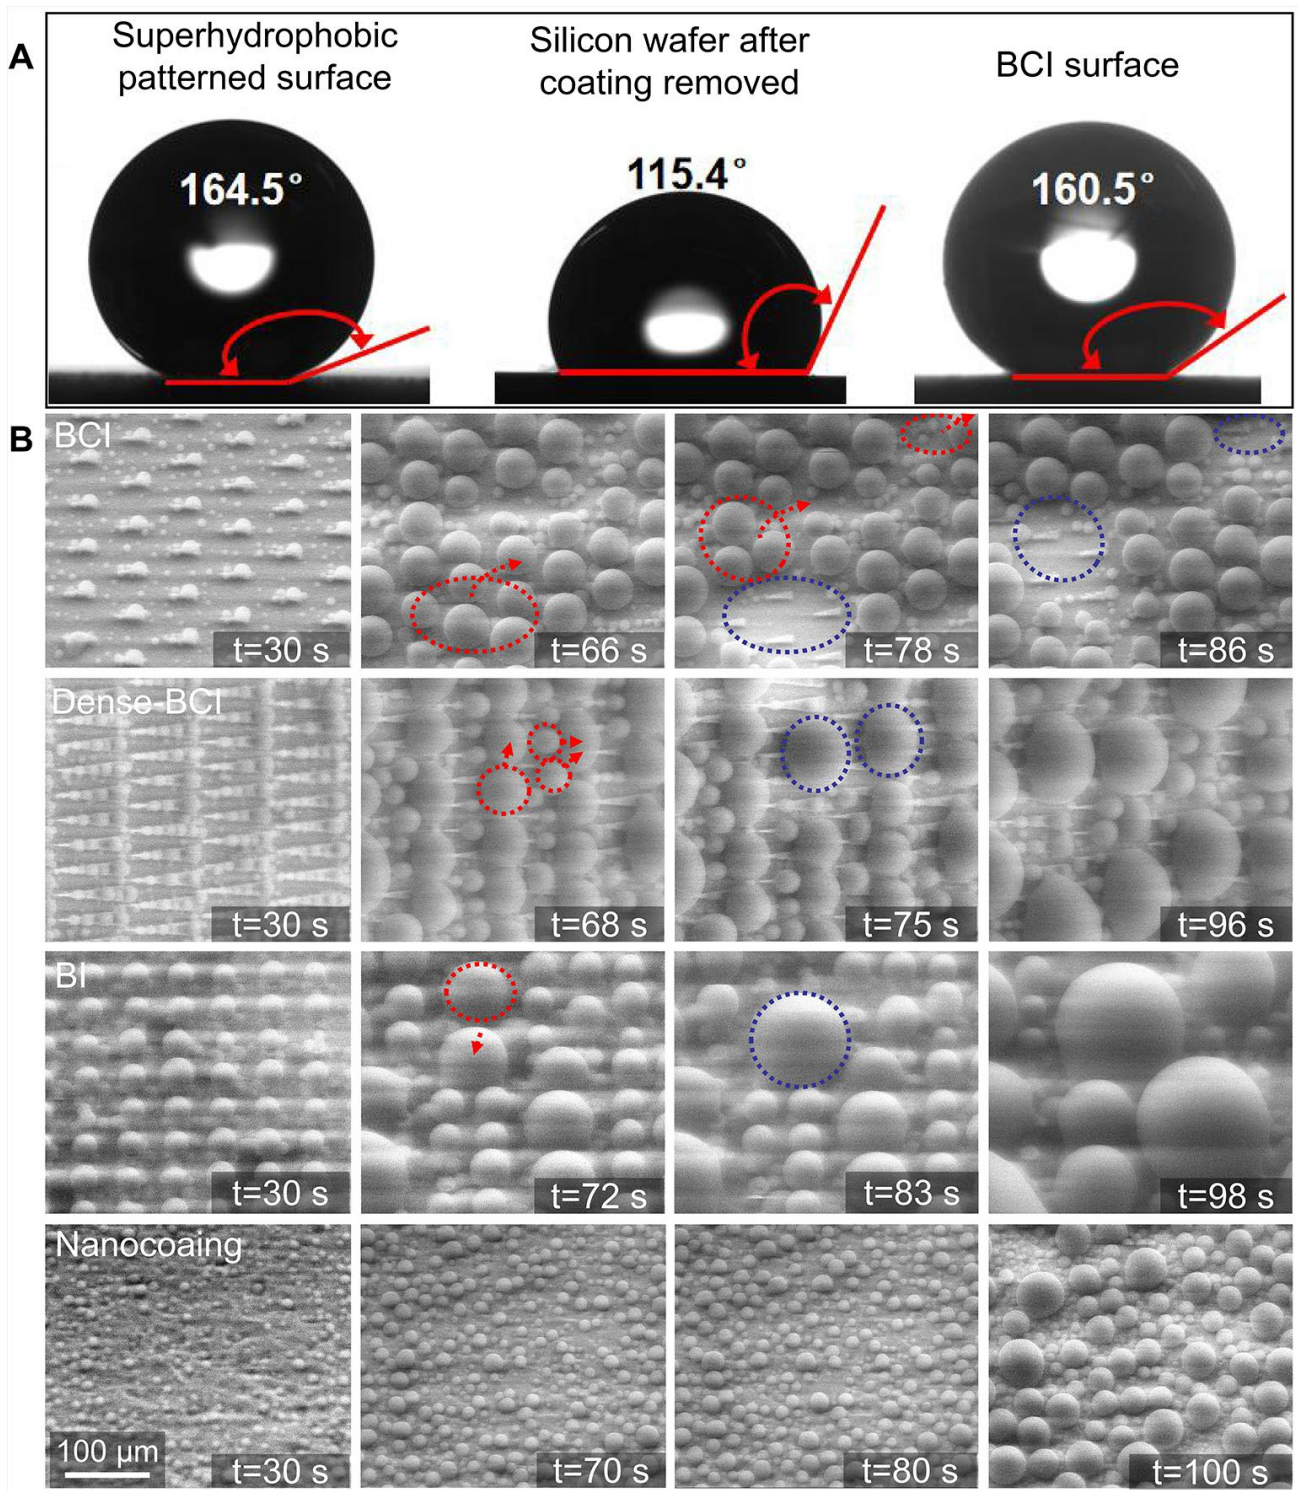 A
Superhydrophobic
patterned surface
Silicon wafer after
coating removed
BCI surface
164.5°
115.4°
160.5°
B
BCI
t=30 s
t=66 s
t=78 s
t=86 s
Dense-BCI
t=30 s
t=68 s
t=75 s
t=96 s
BI
t=30 s
t=72 s
t=83 s
t=98 s
Nanocoaing
100 µm
t=30 s
t=70 s
t=80 s
t=100 s